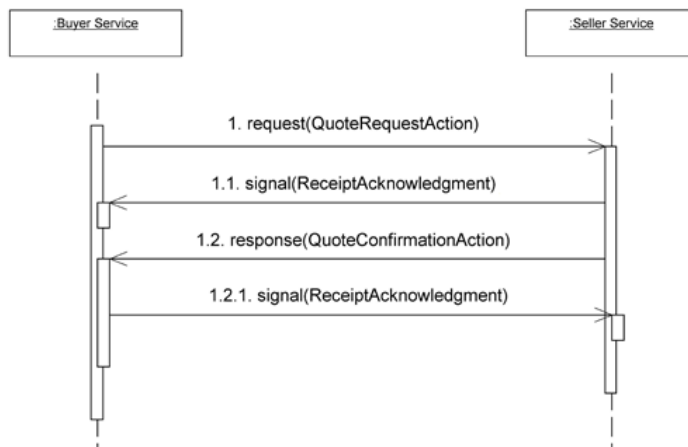 :Buyer Service
:Seller Service
1. request(QuoteRequestAction)
1.1. signal(ReceiptAcknowledgment)
1.2. response(QuoteConfirmationAction)
1.2.1. signal(ReceiptAcknowledgment)